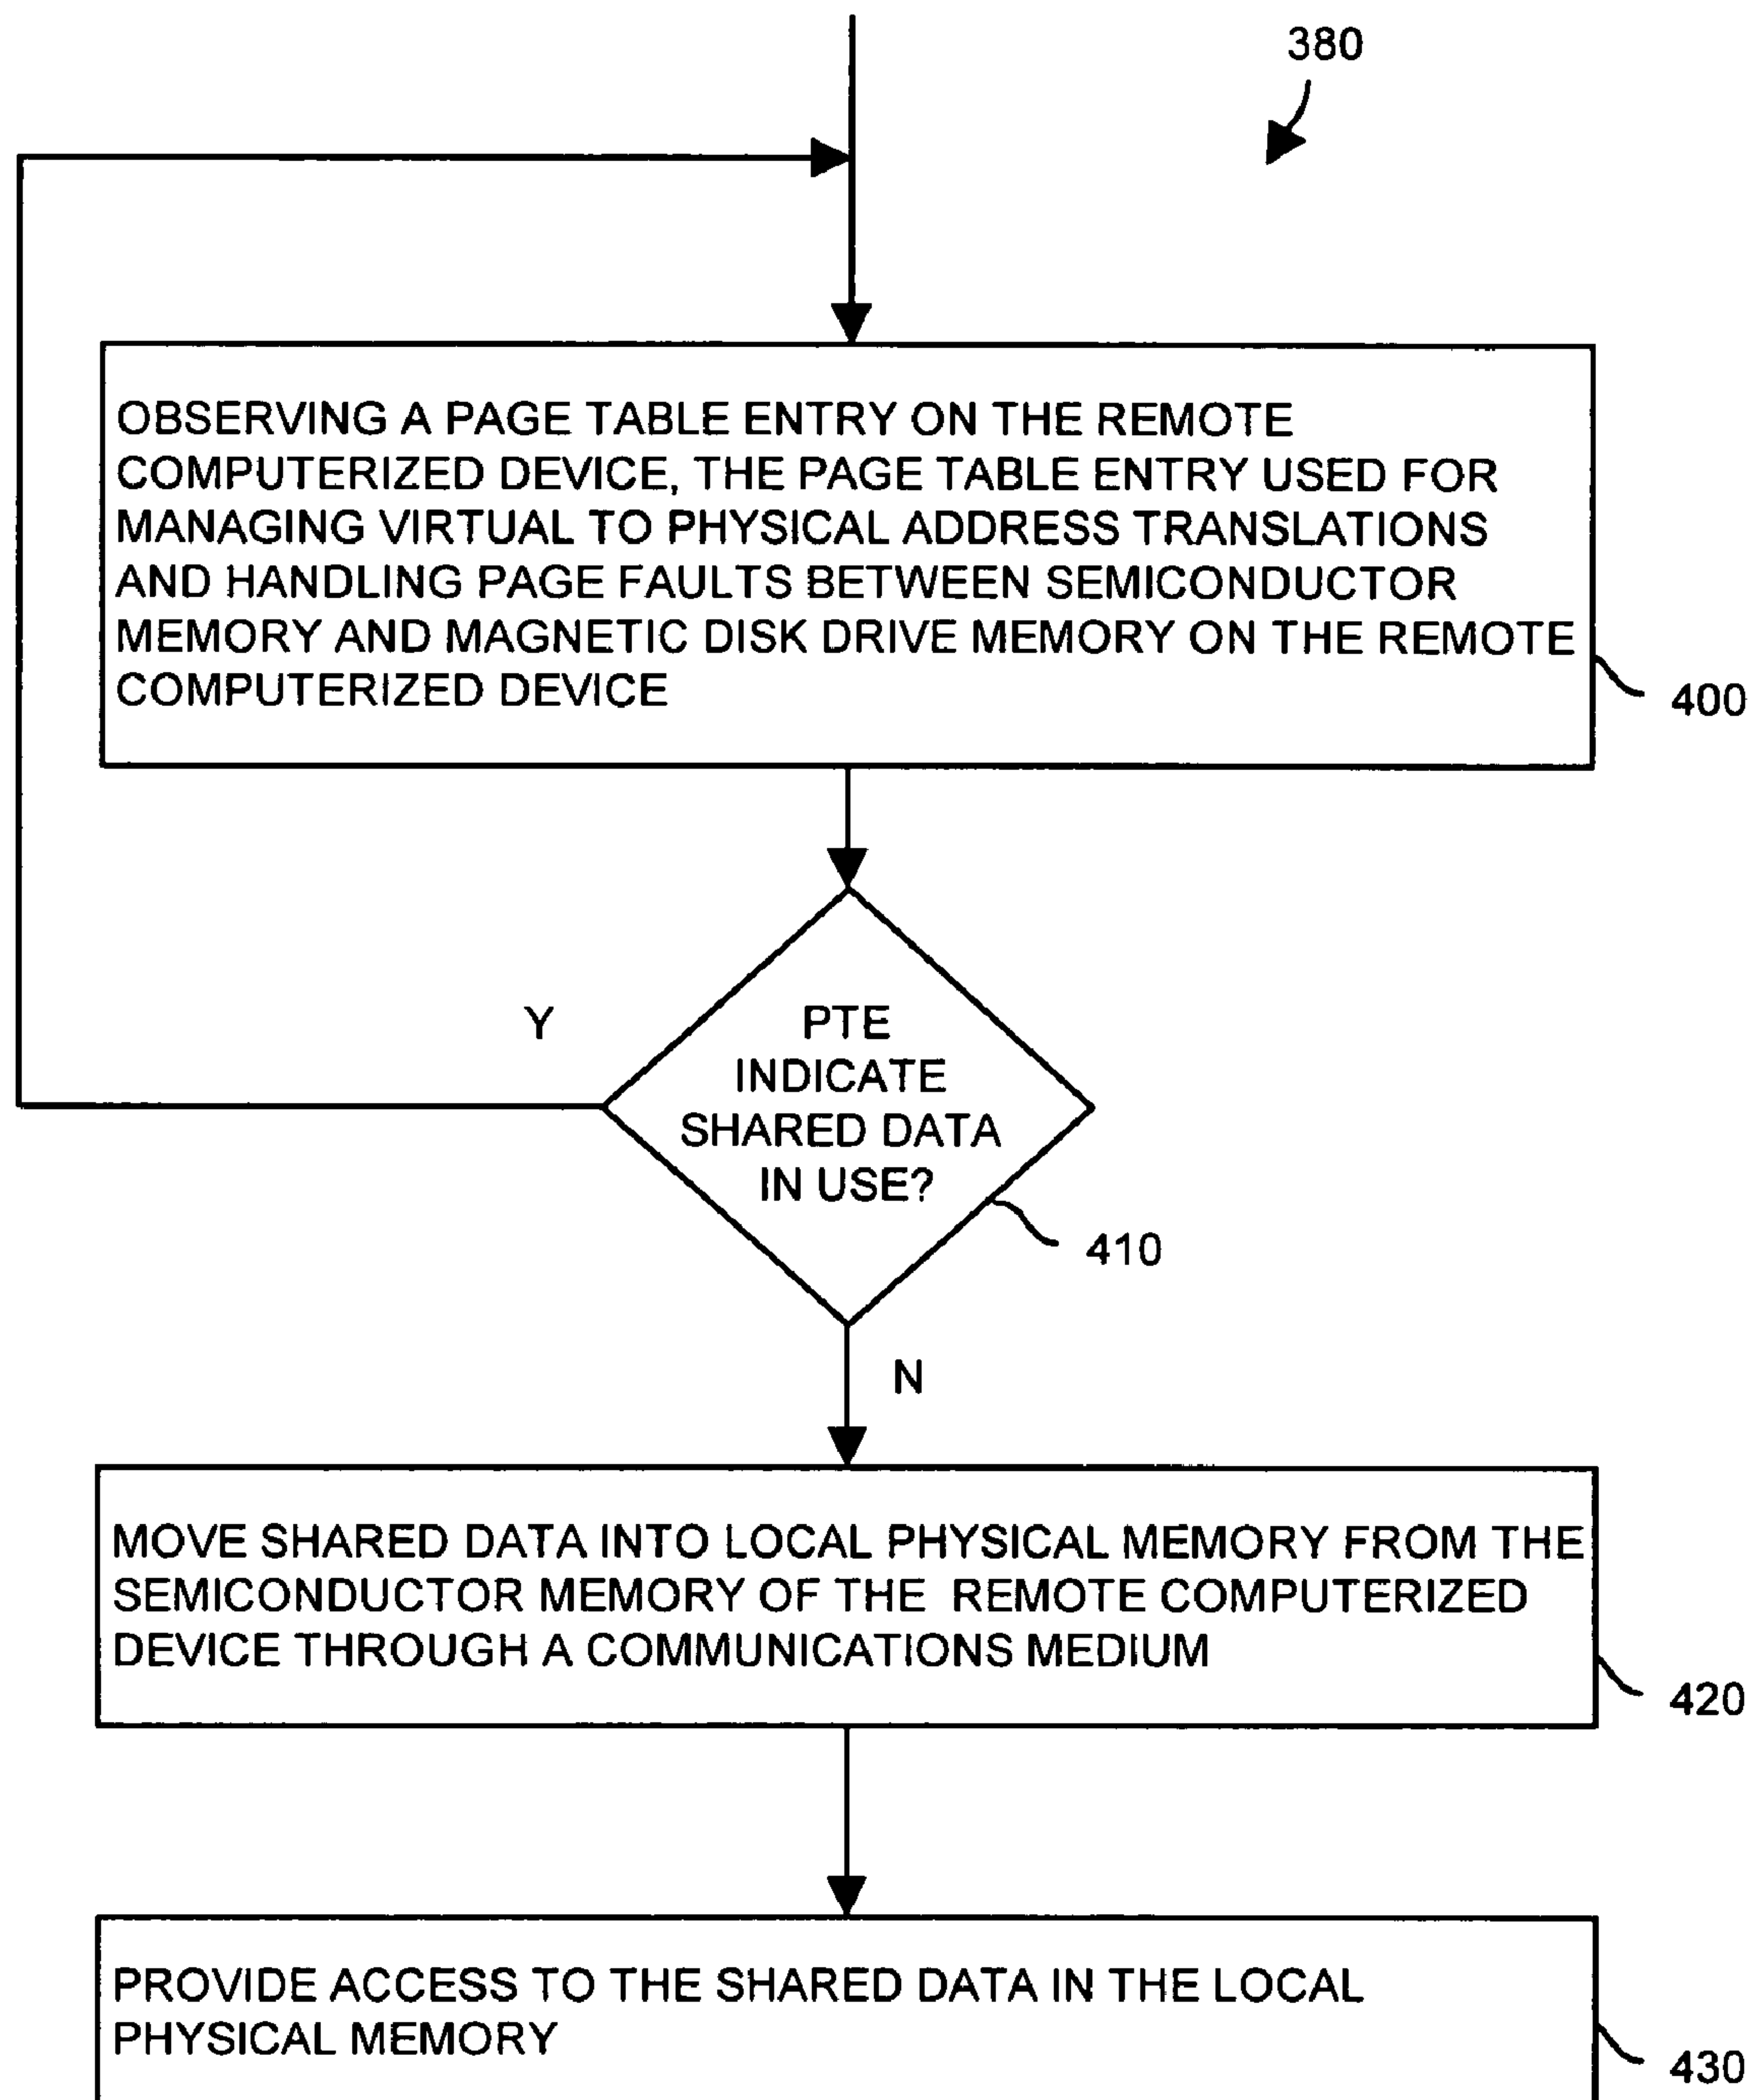 380
OBSERVING A PAGE TABLE ENTRY ON THE REMOTE
COMPUTERIZED DEVICE, THE PAGE TABLE ENTRY USED FOR
MANAGING VIRTUAL TO PHYSICAL ADDRESS TRANSLATIONS
AND HANDLING PAGE FAULTS BETWEEN SEMICONDUCTOR
MEMORY AND MAGNETIC DISK DRIVE MEMORY ON THE REMOTE
COMPUTERIZED DEVICE
400
Y
PTE
INDICATE
SHARED DATA
IN USE?
410
N
MOVE SHARED DATA INTO LOCAL PHYSICAL MEMORY FROM THE
SEMICONDUCTOR MEMORY OF THE REMOTE COMPUTERIZED
DEVICE THROUGH A COMMUNICATIONS MEDIUM
420
PROVIDE ACCESS TO THE SHARED DATA IN THE LOCAL
PHYSICAL MEMORY
430